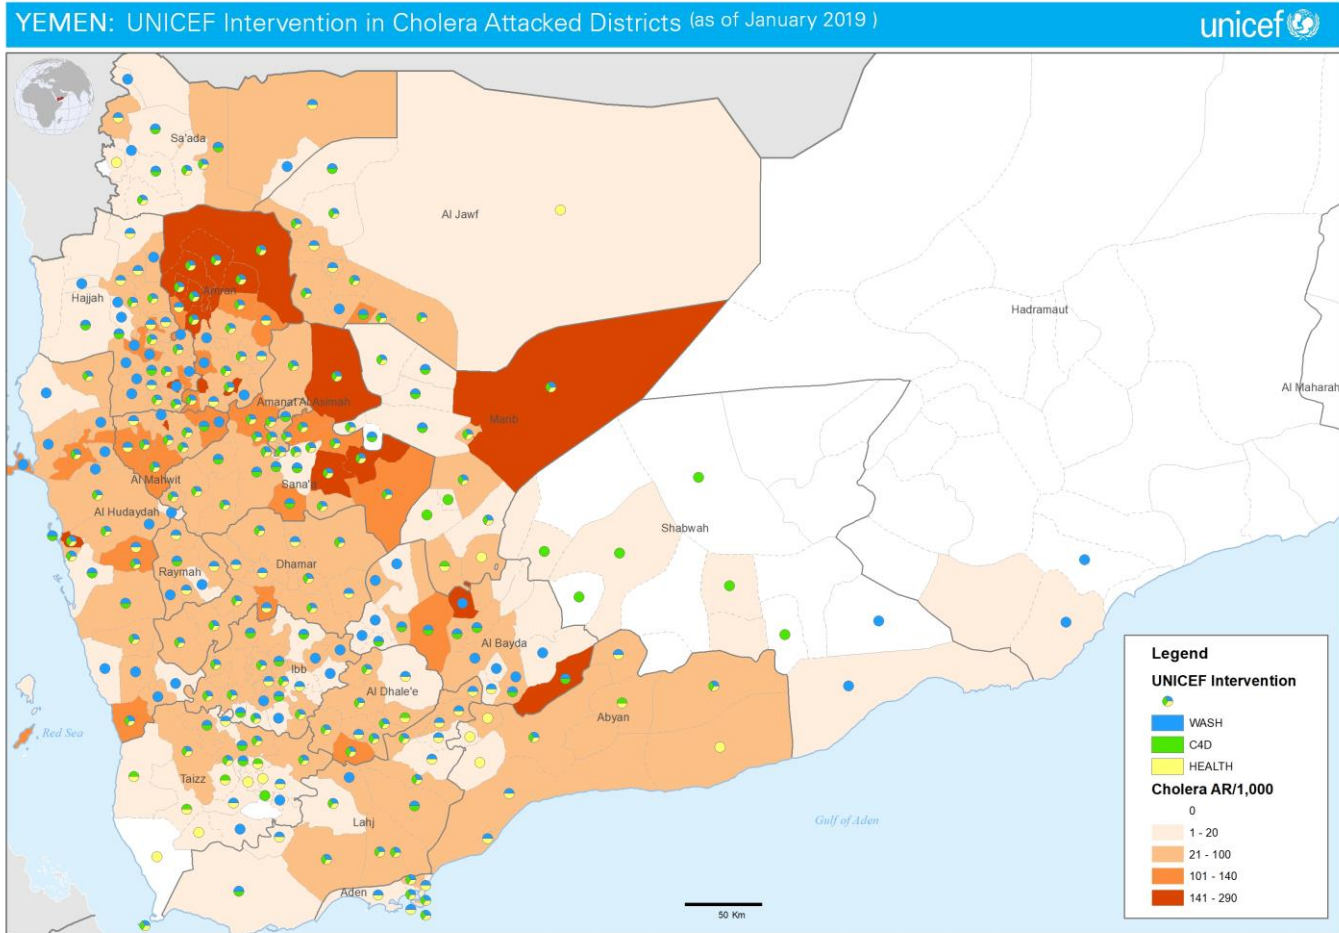 YEMEN: UNICEF Intervention in Cholera Attacked Districts (as of January 2019 )
unicef
Sa'ada
Al Jawf
Hajjah
Amran
Hadramaut
Al Maharah
Amanat Al Asimah
Marib
Al Mahwit
Sana'a
Al Hudaydah
Shabwah
Raymah
Dhamar
Al Bayda
Ibb
Al Dhale'e
Abyan
Red Sea
Taizz
Lahj
Gulf of Aden
Aden
50 Km
Legend
UNICEF Intervention
WASH
C4D
HEALTH
Cholera AR/1,000
0
1 - 20
21 - 100
101 - 140
141 - 290